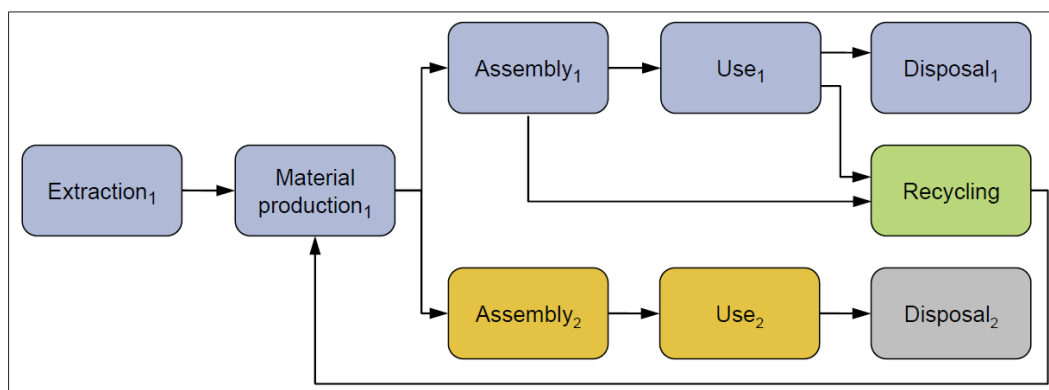 Assembly₁
Use₁
Disposal₁
Extraction₁
Material
production₁
Recycling
Assembly₂
Use₂
Disposal₂